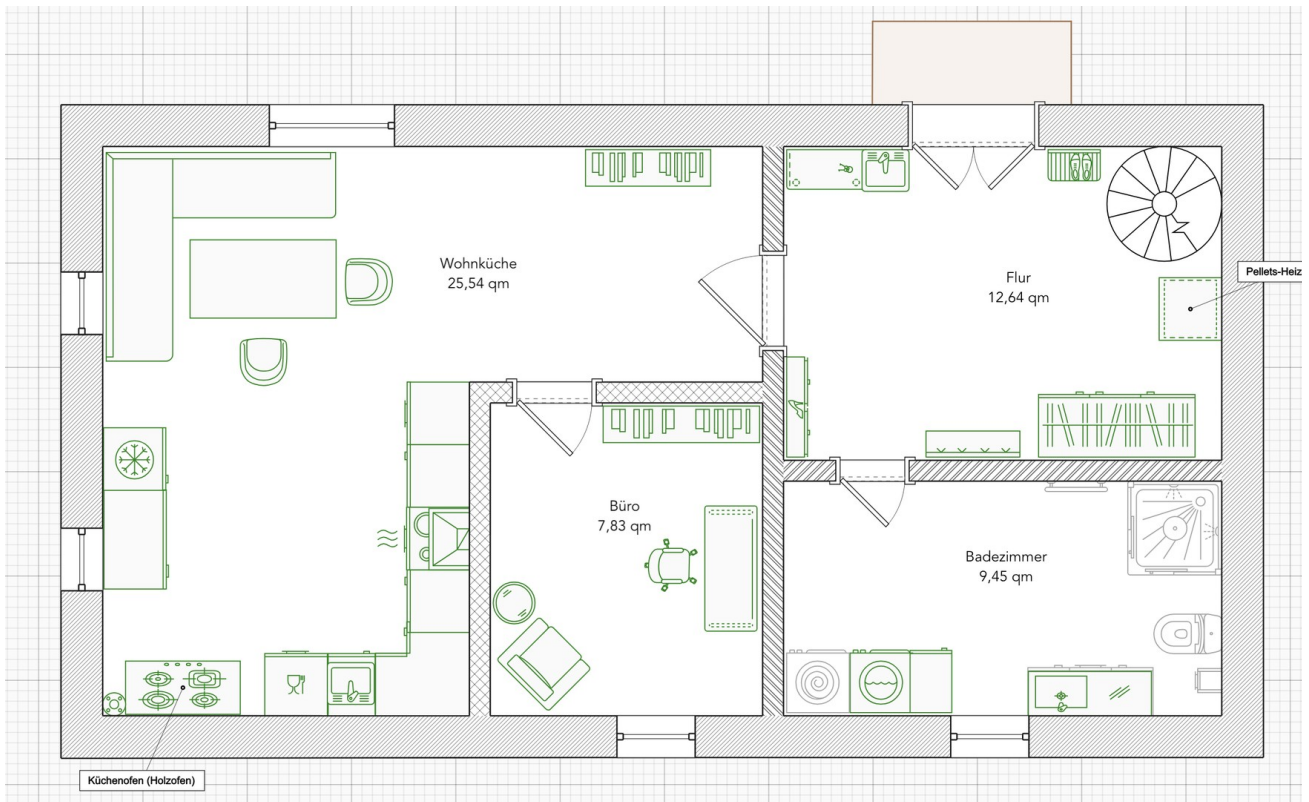 Wohnküche
25,54 qm
Flur
12,64 qm
Pellets-Heiz
Büro
7,83 qm
Badezimmer
9,45 qm
Küchenofen (Holzofen)